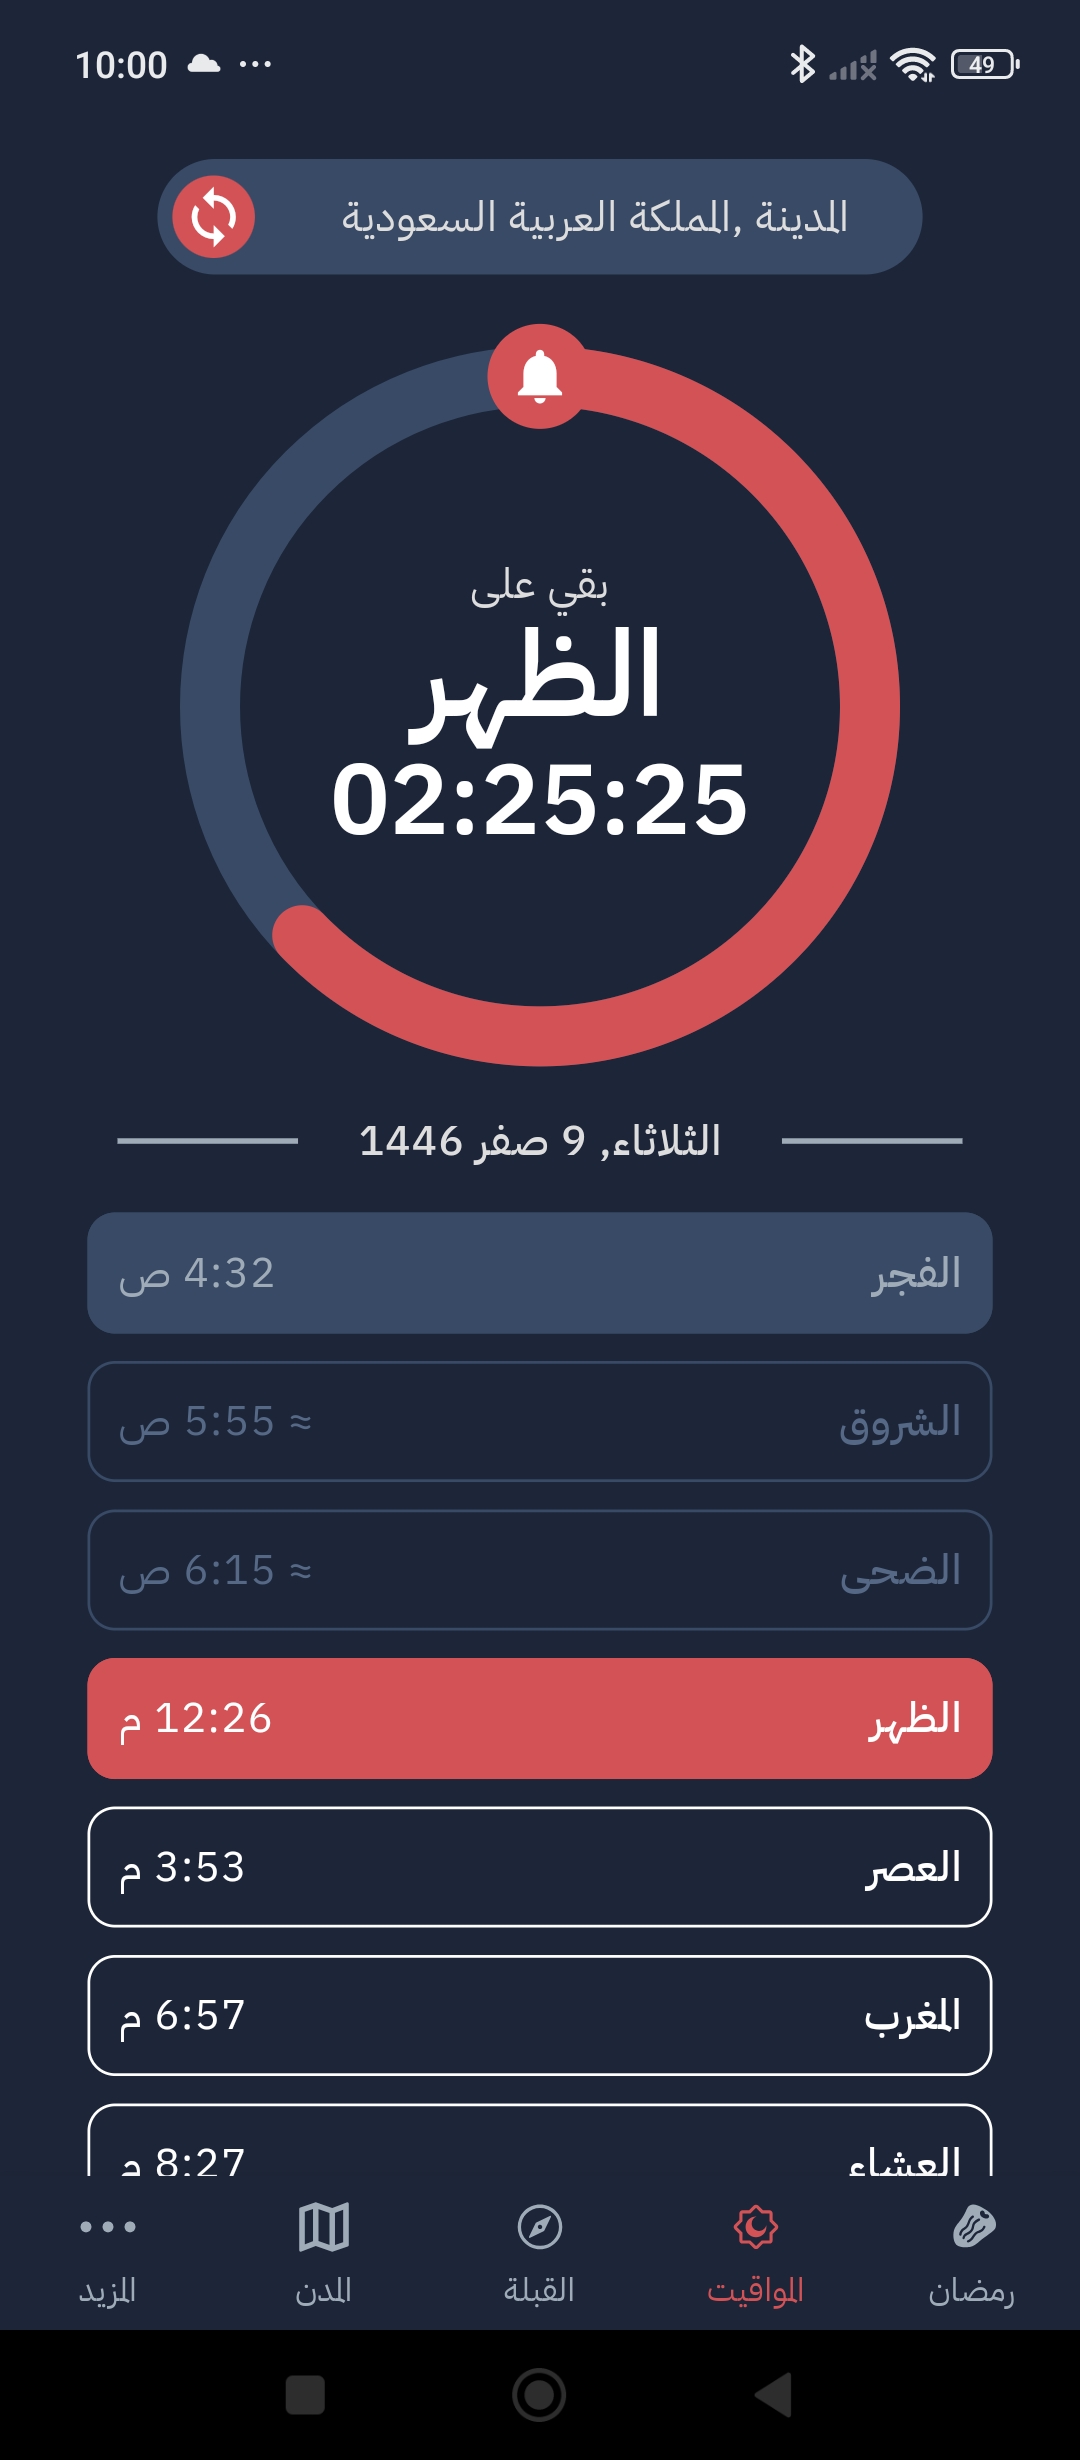 10:00
49
المدينة ,المملكة العربية السعودية
بقي على
الظهر
02:25:25
الثلاثاء, 9 صفر 1446
الفجر 4:32 ص
الشروق ≈ 5:55 ص
الضحى ≈ 6:15 ص
الظهر 12:26 م
العصر 3:53 م
المغرب 6:57 م
العشاء 8:27 م
رمضان المواقيت القبلة المدن المزيد